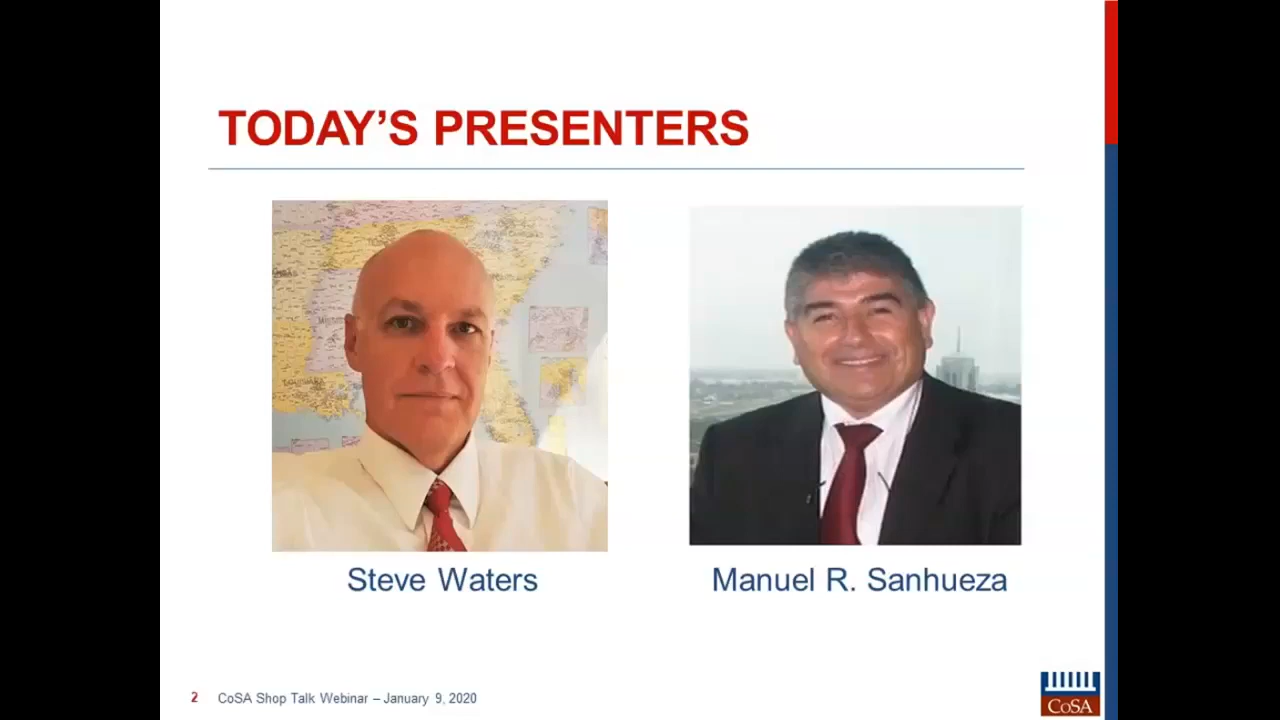 TODAY’S PRESENTERS
Steve Waters
Manuel R. Sanhueza
2
CoSA Shop Talk Webinar – January 9, 2020
CoSA